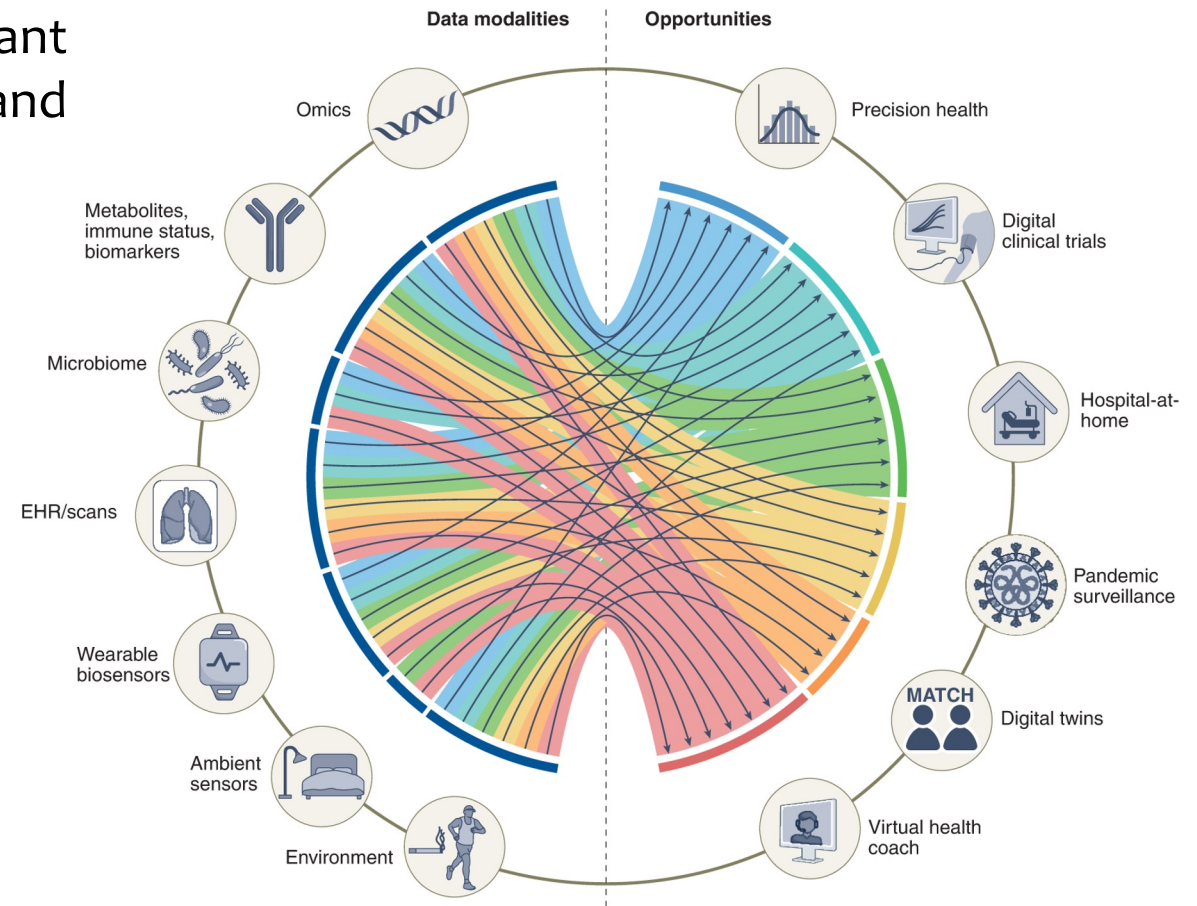 ant
and
Data modalities
Opportunities
Omics
Metabolites,
immune status,
biomarkers
Microbiome
EHR/scans
Wearable
biosensors
Ambient
sensors
Environment
Precision health
Digital
clinical trials
Hospital-at-
home
Pandemic
surveillance
MATCH
Digital twins
Virtual health
coach